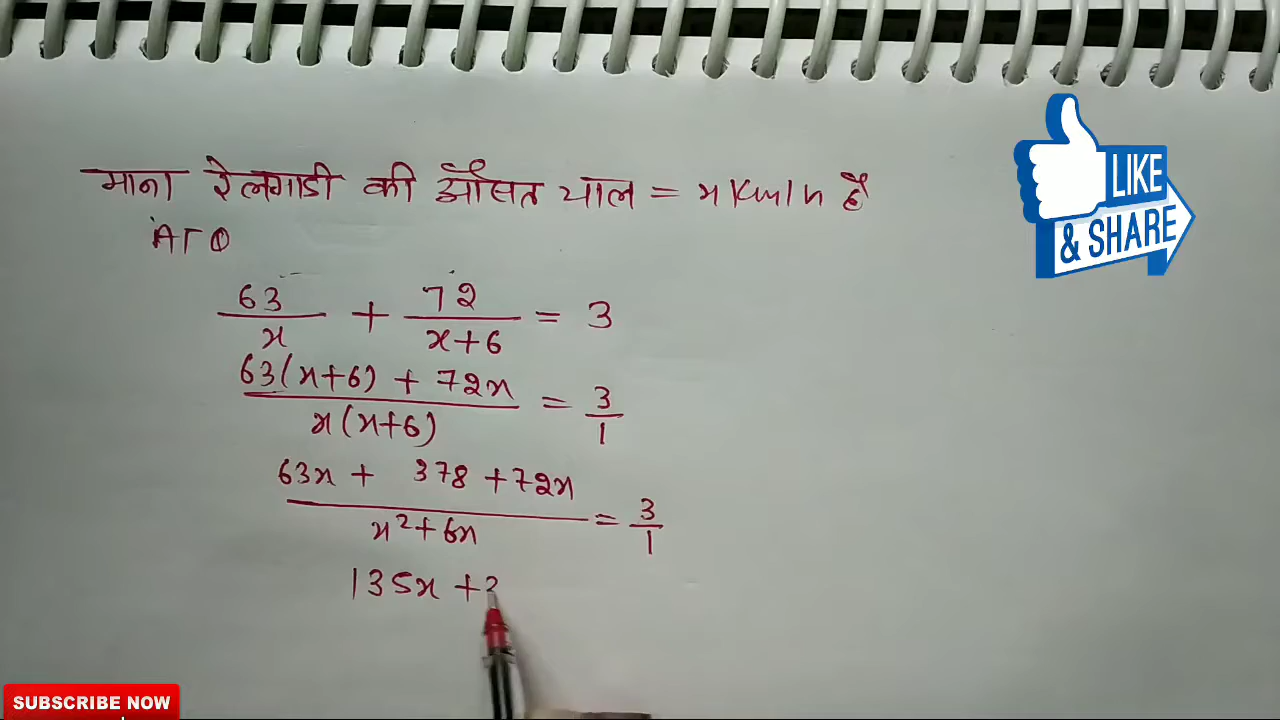 माना रेलगाडी की औसत चाल = x Km/h है
ATQ
63/x + 72/x+6 = 3
63(x+6) + 72x / x(x+6) = 3/1
63x + 378 + 72x / x²+6x = 3/1
135x + 3
LIKE
& SHARE
SUBSCRIBE NOW